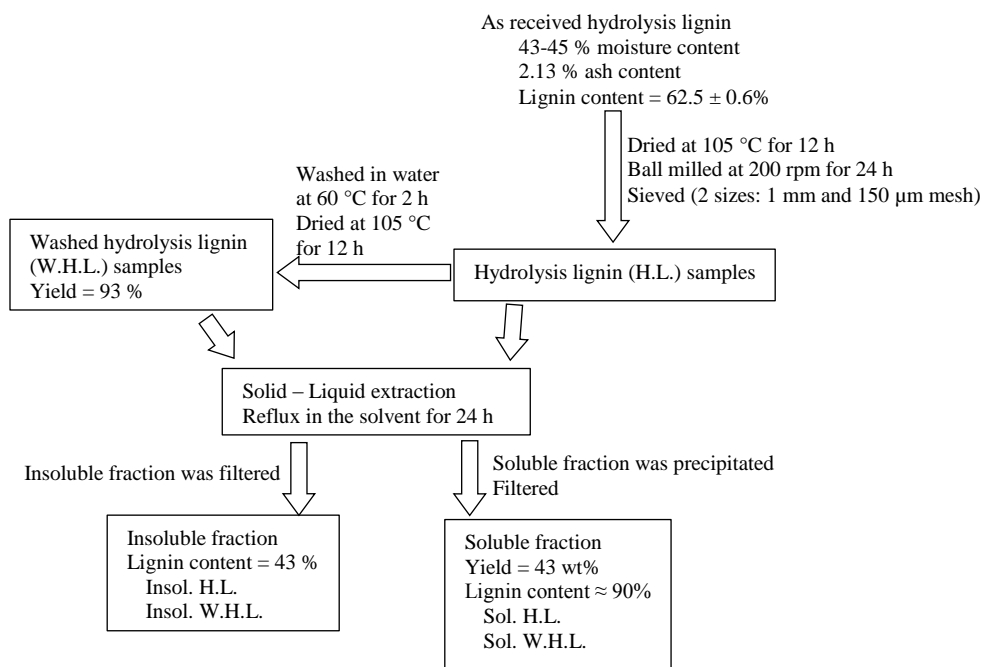 As received hydrolysis lignin
43-45 % moisture content
2.13 % ash content
Lignin content = 62.5 ± 0.6%
Dried at 105 °C for 12 h
Ball milled at 200 rpm for 24 h
Sieved (2 sizes: 1 mm and 150 µm mesh)
Washed in water
at 60 °C for 2 h
Dried at 105 °C
for 12 h
Washed hydrolysis lignin
(W.H.L.) samples
Yield = 93 %
Hydrolysis lignin (H.L.) samples
Solid – Liquid extraction
Reflux in the solvent for 24 h
Insoluble fraction was filtered
Soluble fraction was precipitated
Filtered
Insoluble fraction
Lignin content = 43 %
Insol. H.L.
Insol. W.H.L.
Soluble fraction
Yield = 43 wt%
Lignin content ≈ 90%
Sol. H.L.
Sol. W.H.L.